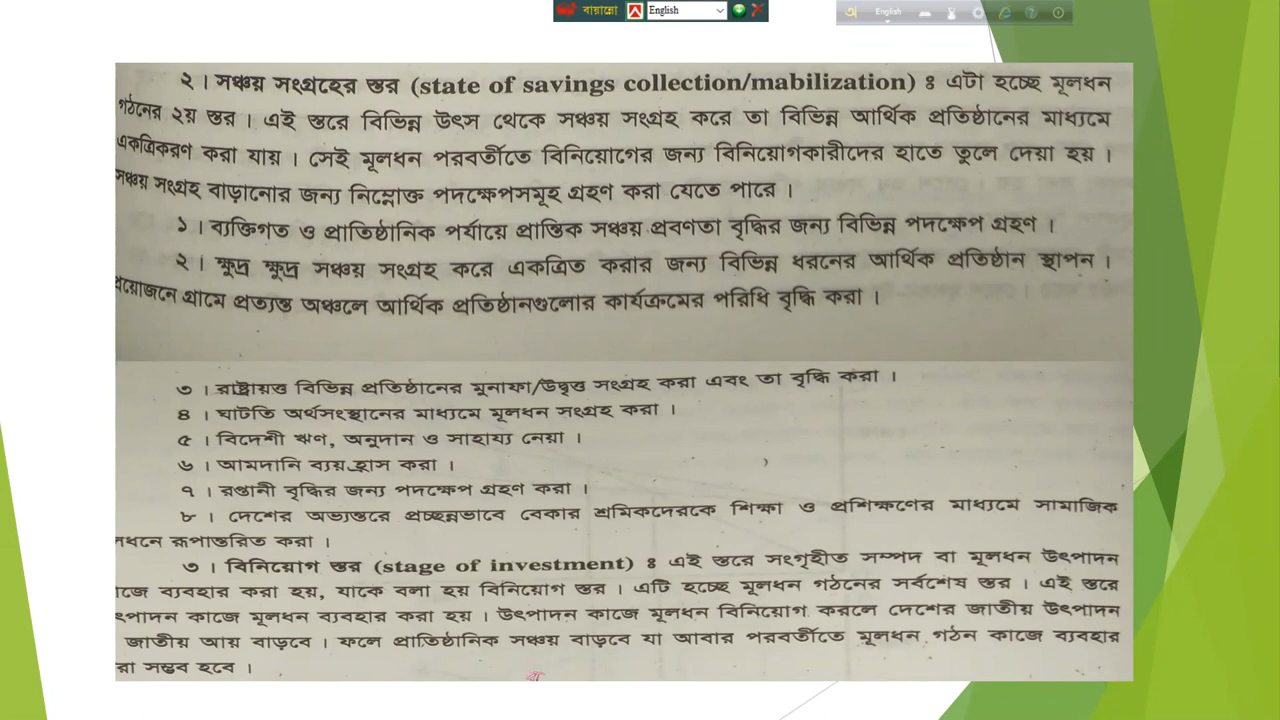 বায়ান্নো English অ English
২ । সঞ্চয় সংগ্রহের স্তর (state of savings collection/mabilization) ঃ এটা হচ্ছে মূলধন
গঠনের ২য় স্তর । এই স্তরে বিভিন্ন উৎস থেকে সঞ্চয় সংগ্রহ করে তা বিভিন্ন আর্থিক প্রতিষ্ঠানের মাধ্যমে
একত্রিকরণ করা যায় । সেই মূলধন পরবর্তীতে বিনিয়োগের জন্য বিনিয়োগকারীদের হাতে তুলে দেয়া হয় ।
সঞ্চয় সংগ্রহ বাড়ানোর জন্য নিম্নোক্ত পদক্ষেপসমূহ গ্রহণ করা যেতে পারে ।
১ । ব্যক্তিগত ও প্রাতিষ্ঠানিক পর্যায়ে প্রান্তিক সঞ্চয় প্রবণতা বৃদ্ধির জন্য বিভিন্ন পদক্ষেপ গ্রহণ ।
২ । ক্ষুদ্র ক্ষুদ্র সঞ্চয় সংগ্রহ করে একত্রিত করার জন্য বিভিন্ন ধরনের আর্থিক প্রতিষ্ঠান স্থাপন ।
য়োজনে গ্রামে প্রত্যন্ত অঞ্চলে আর্থিক প্রতিষ্ঠানগুলোর কার্যক্রমের পরিধি বৃদ্ধি করা ।
৩ । রাষ্ট্রায়ত্ত বিভিন্ন প্রতিষ্ঠানের মুনাফা/উদ্বৃত্ত সংগ্রহ করা এবং তা বৃদ্ধি করা ।
৪ । ঘাটতি অর্থসংস্থানের মাধ্যমে মূলধন সংগ্রহ করা ।
৫ । বিদেশী ঋণ, অনুদান ও সাহায্য নেয়া ।
৬ । আমদানি ব্যয় হ্রাস করা ।
৭ । রপ্তানী বৃদ্ধির জন্য পদক্ষেপ গ্রহণ করা ।
৮ । দেশের অভ্যন্তরে প্রচ্ছন্নভাবে বেকার শ্রমিকদেরকে শিক্ষা ও প্রশিক্ষণের মাধ্যমে সামাজিক
লধনে রূপান্তরিত করা ।
৩ । বিনিয়োগ স্তর (stage of investment) ঃ এই স্তরে সংগৃহীত সম্পদ বা মূলধন উৎপাদন
াজে ব্যবহার করা হয়, যাকে বলা হয় বিনিয়োগ স্তর । এটি হচ্ছে মূলধন গঠনের সর্বশেষ স্তর । এই স্তরে
ৎপাদন কাজে মূলধন ব্যবহার করা হয় । উৎপাদন কাজে মূলধন বিনিয়োগ করলে দেশের জাতীয় উৎপাদন
জাতীয় আয় বাড়বে । ফলে প্রাতিষ্ঠানিক সঞ্চয় বাড়বে যা আবার পরবর্তীতে মূলধন গঠন কাজে ব্যবহার
রা সম্ভব হবে ।